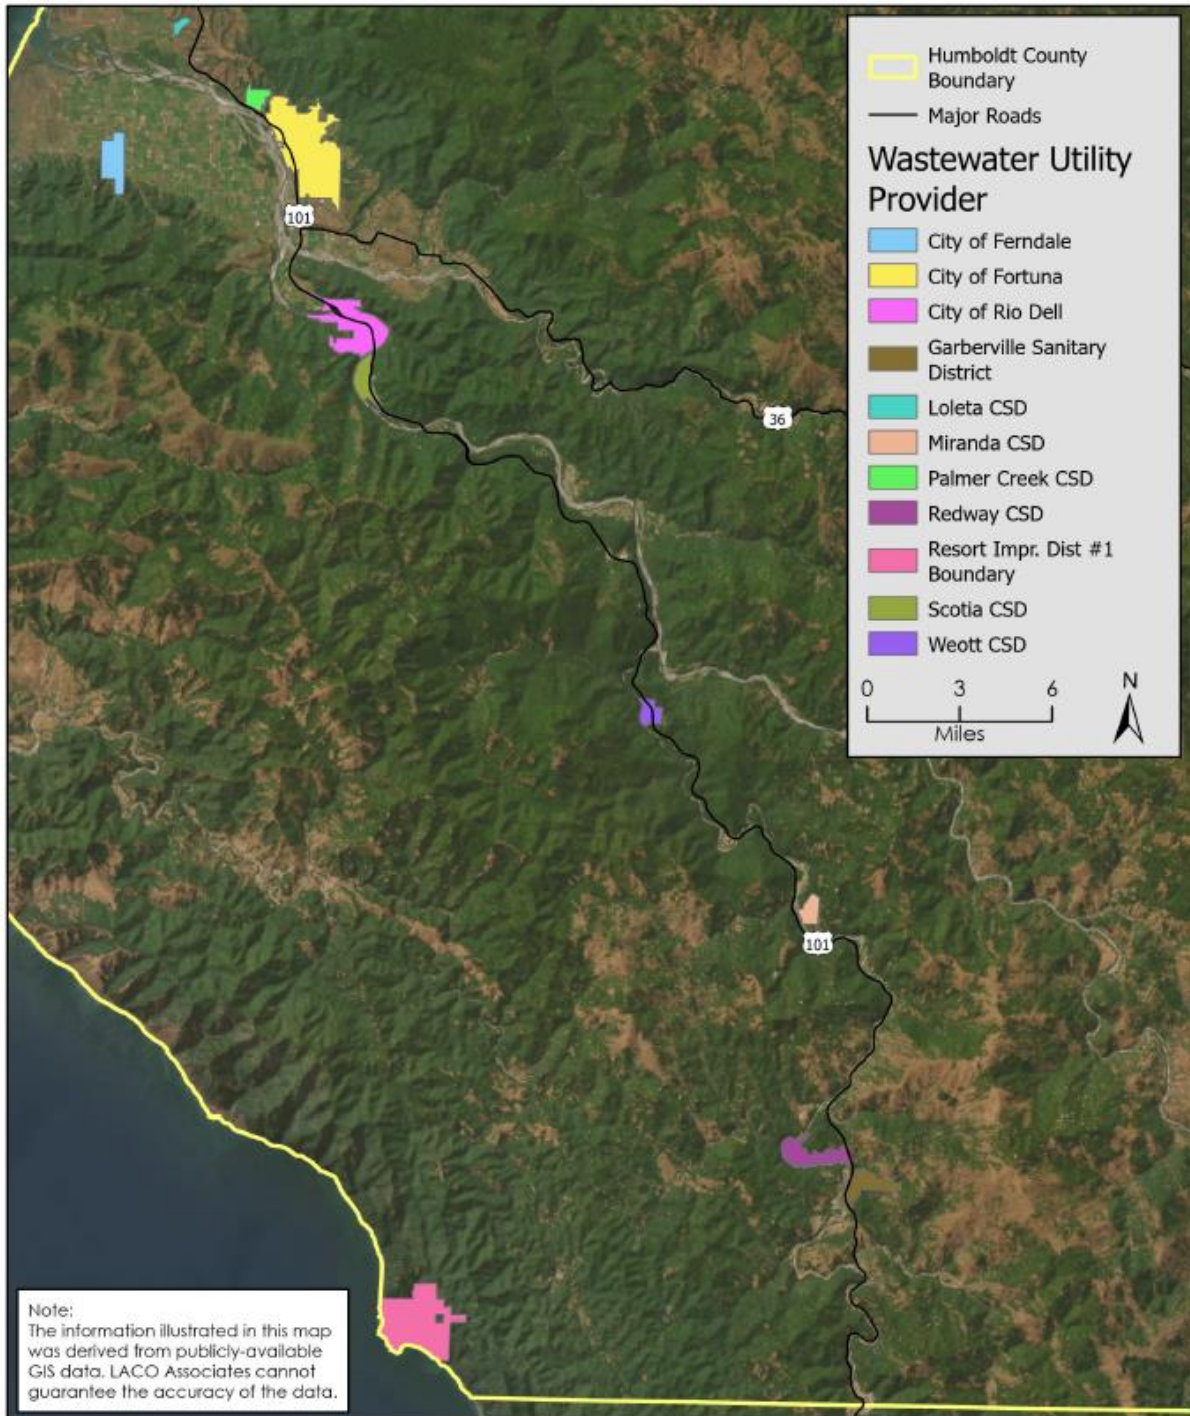 Humboldt County
Boundary
Major Roads
Wastewater Utility
Provider
City of Ferndale
City of Fortuna
City of Rio Dell
Garberville Sanitary
District
Loleta CSD
Miranda CSD
Palmer Creek CSD
Redway CSD
Resort Impr. Dist #1
Boundary
Scotia CSD
Weott CSD
0 3 6
Miles
N
101
36
101
Note:
The information illustrated in this map
was derived from publicly-available
GIS data. LACO Associates cannot
guarantee the accuracy of the data.